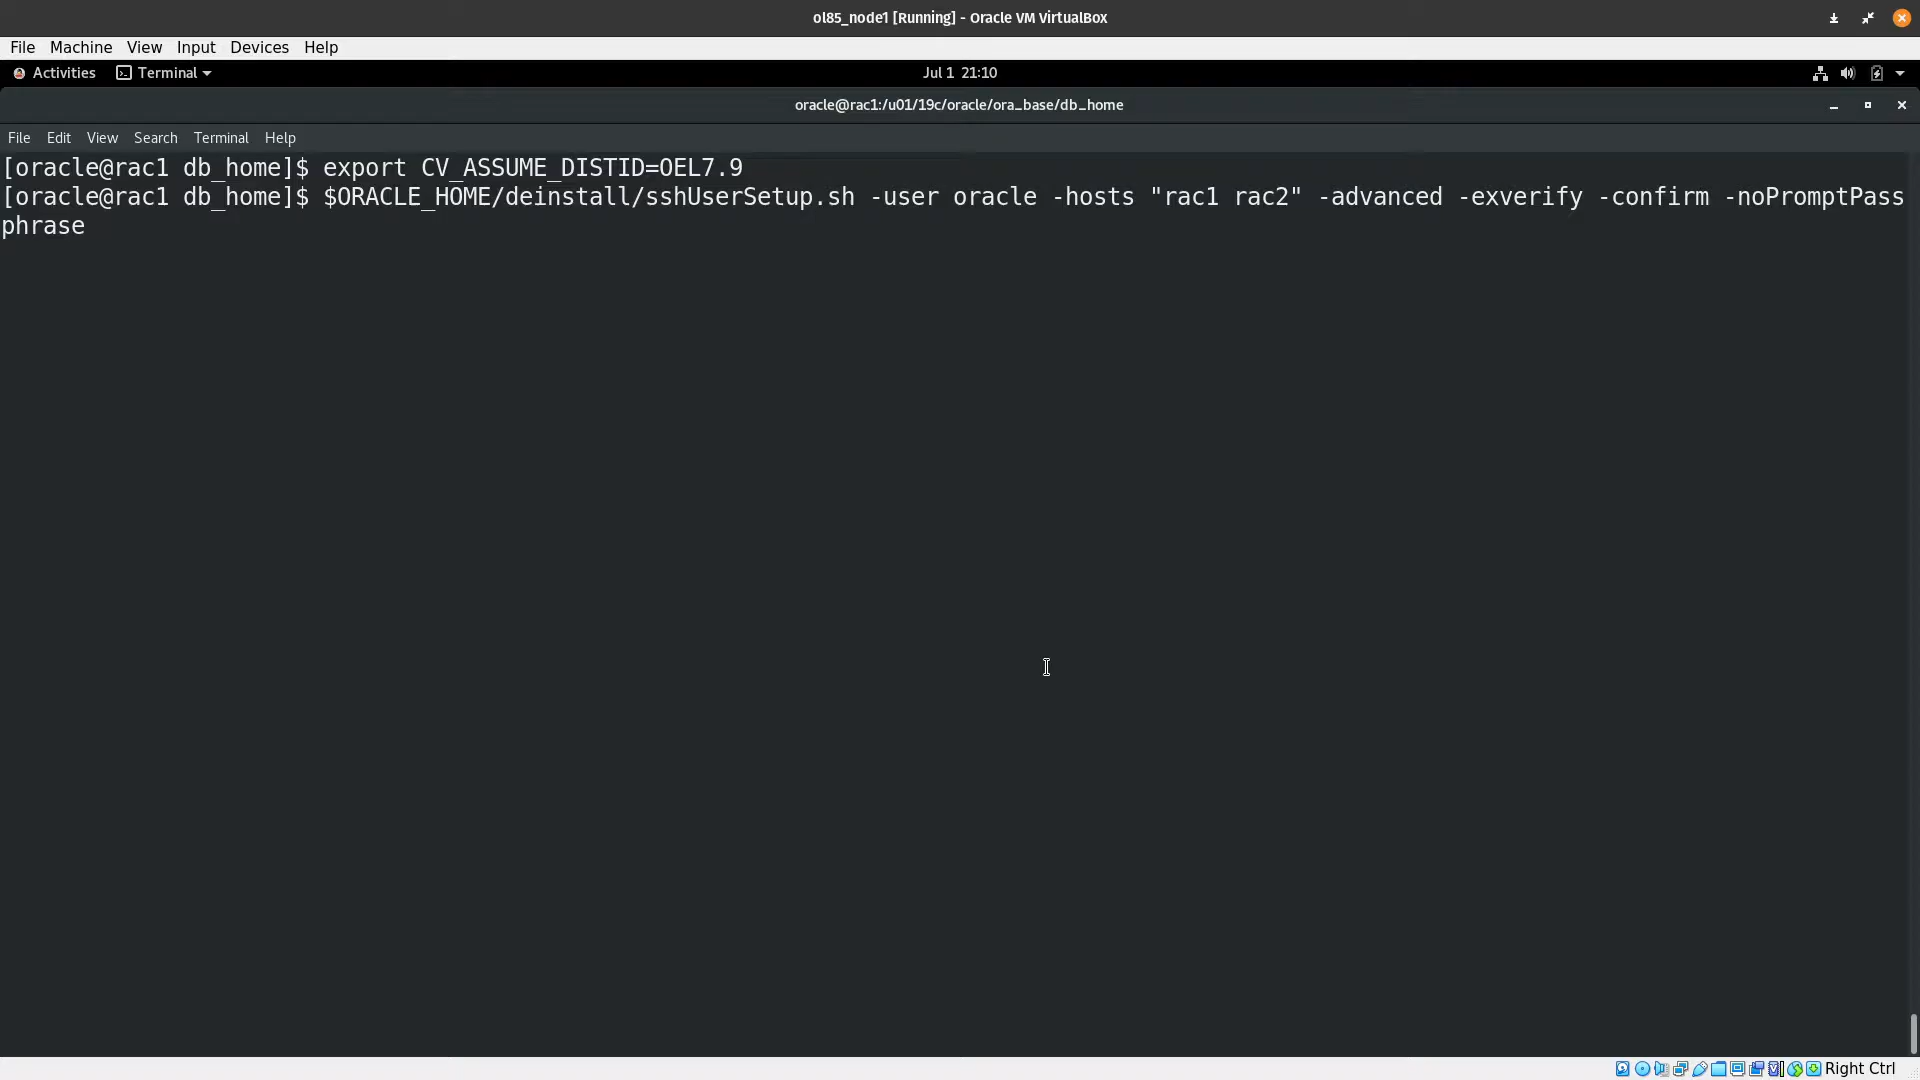 ol85_node1 [Running] - Oracle VM VirtualBox
File Machine View Input Devices Help
Activities Terminal Jul 1 21:10
oracle@rac1:/u01/19c/oracle/ora_base/db_home
File Edit View Search Terminal Help
[oracle@rac1 db_home]$ export CV_ASSUME_DISTID=OEL7.9
[oracle@rac1 db_home]$ $ORACLE_HOME/deinstall/sshUserSetup.sh -user oracle -hosts "rac1 rac2" -advanced -exverify -confirm -noPromptPass
phrase
Right Ctrl